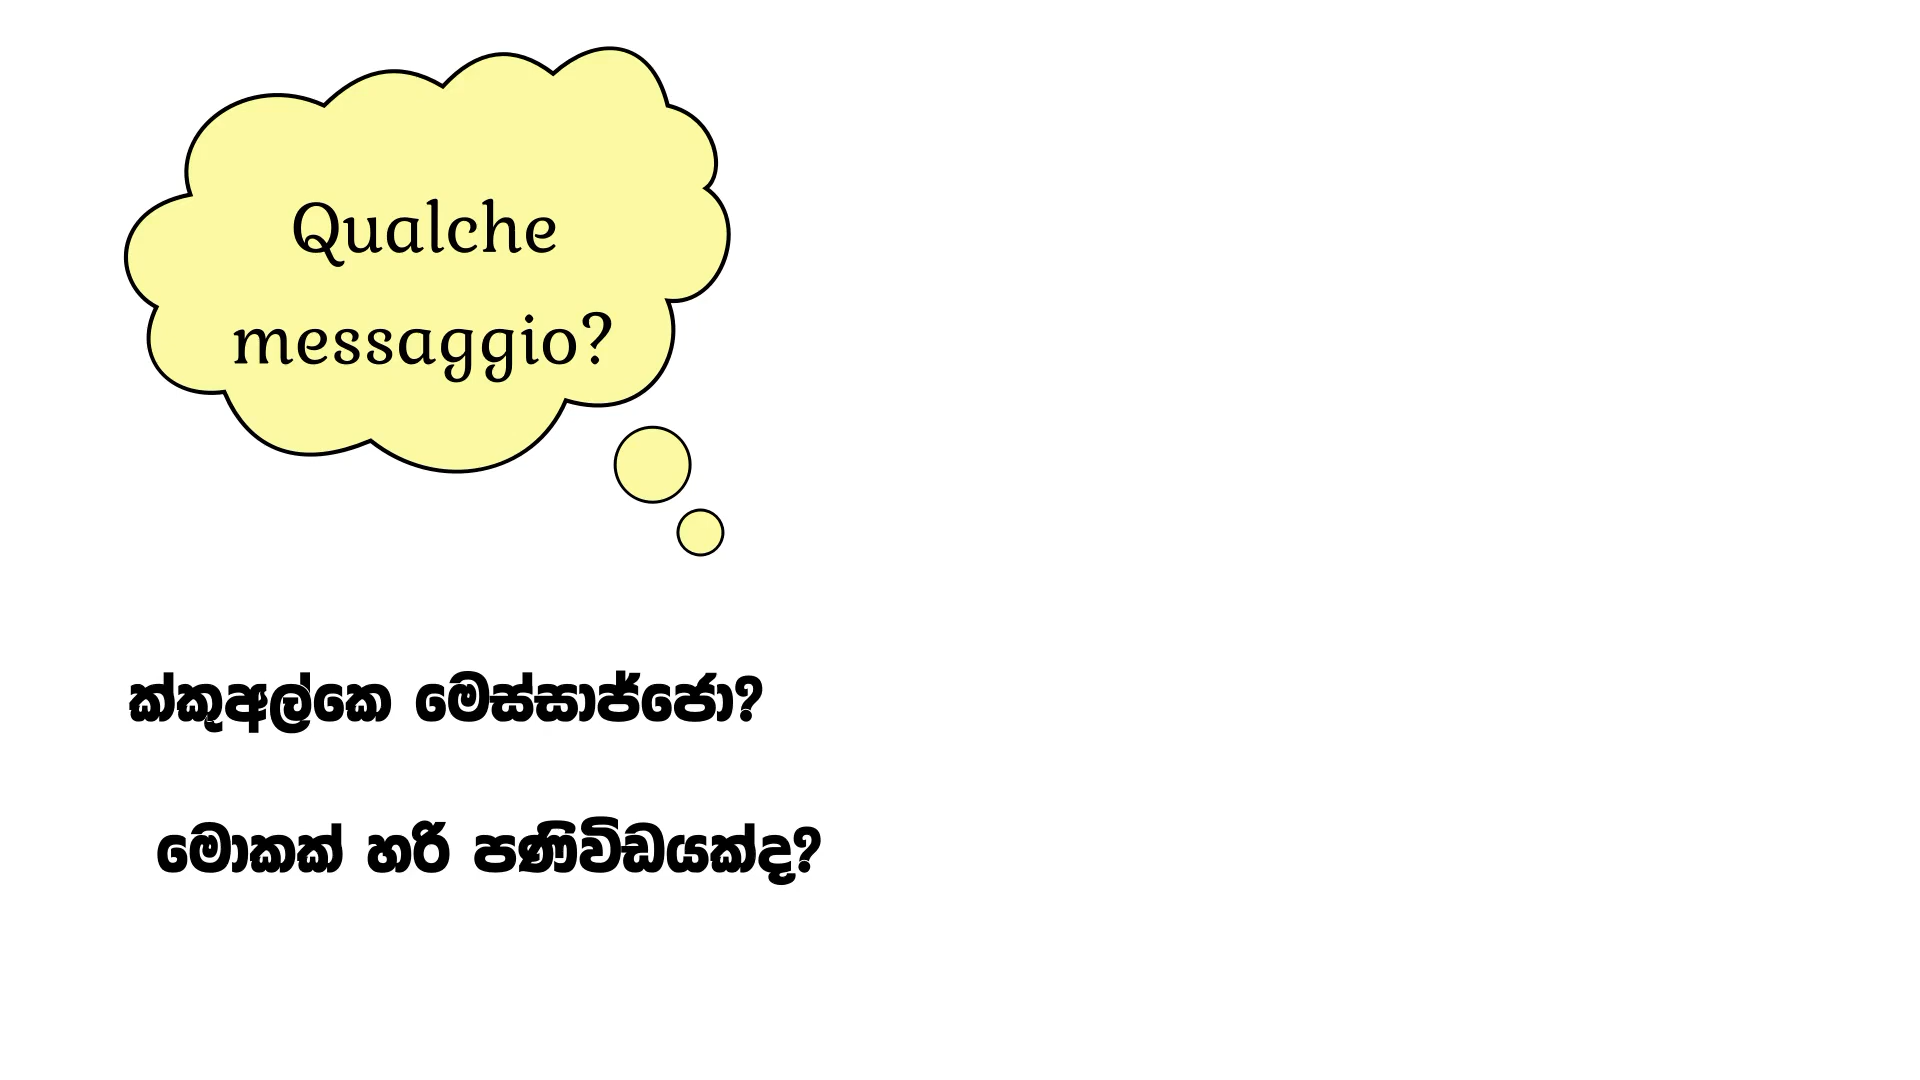 Qualche
messaggio?
ක්කුඅල්කෙ මෙස්සාජ්ජො?
මොකක් හරි පණිවිඩයක්ද?